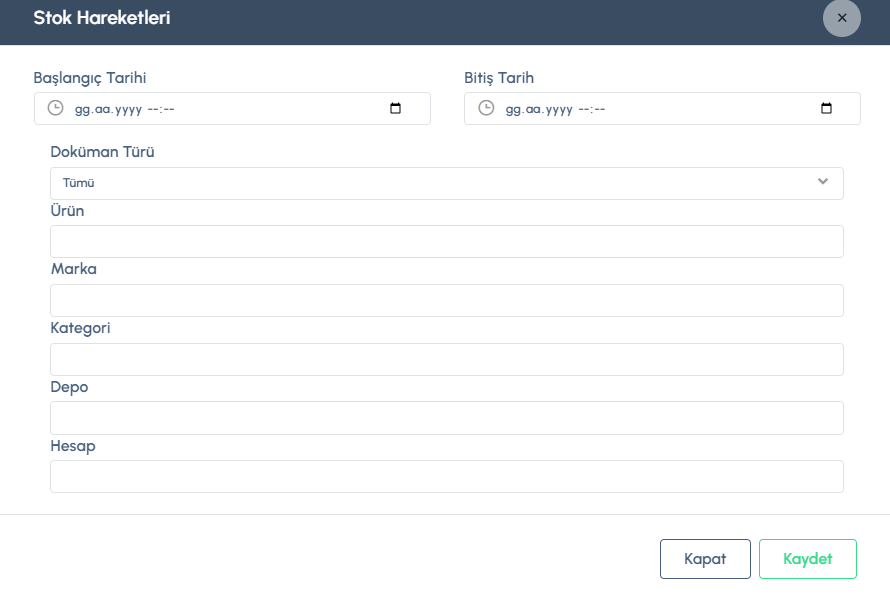 Stok Hareketleri
Başlangıç Tarihi
Bitiş Tarih
gg.aa.yyyy --:--
gg.aa.yyyy --:--
Doküman Türü
Tümü
Ürün
Marka
Kategori
Depo
Hesap
Kapat
Kaydet